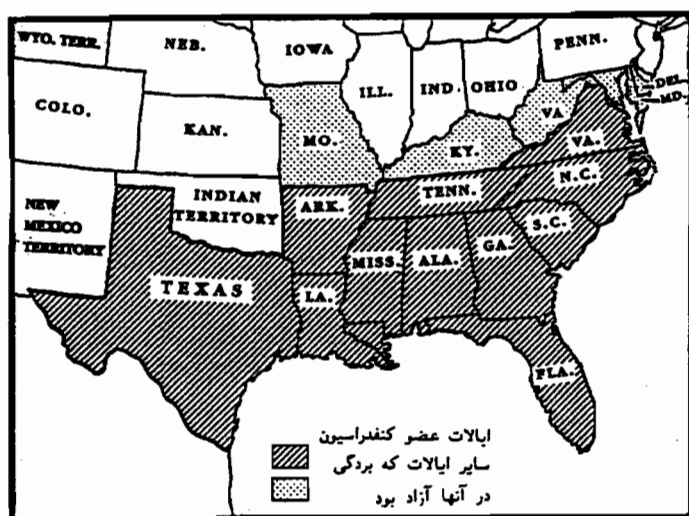 WYO. TERR.
NEB.
IOWA
PENN.
COLO.
ILL.
IND.
OHIO
DEL.
MD.
KAN.
MO.
KY.
VA
VA.
NEW
MEXICO
TERRITORY
INDIAN
TERRITORY
ARK.
TENN.
N.C.
S.C.
TEXAS
LA.
MISS.
ALA.
GA.
FLA.
ایالات عضو کنفدراسیون
سایر ایالات که بردگی
در آنها آزاد بود